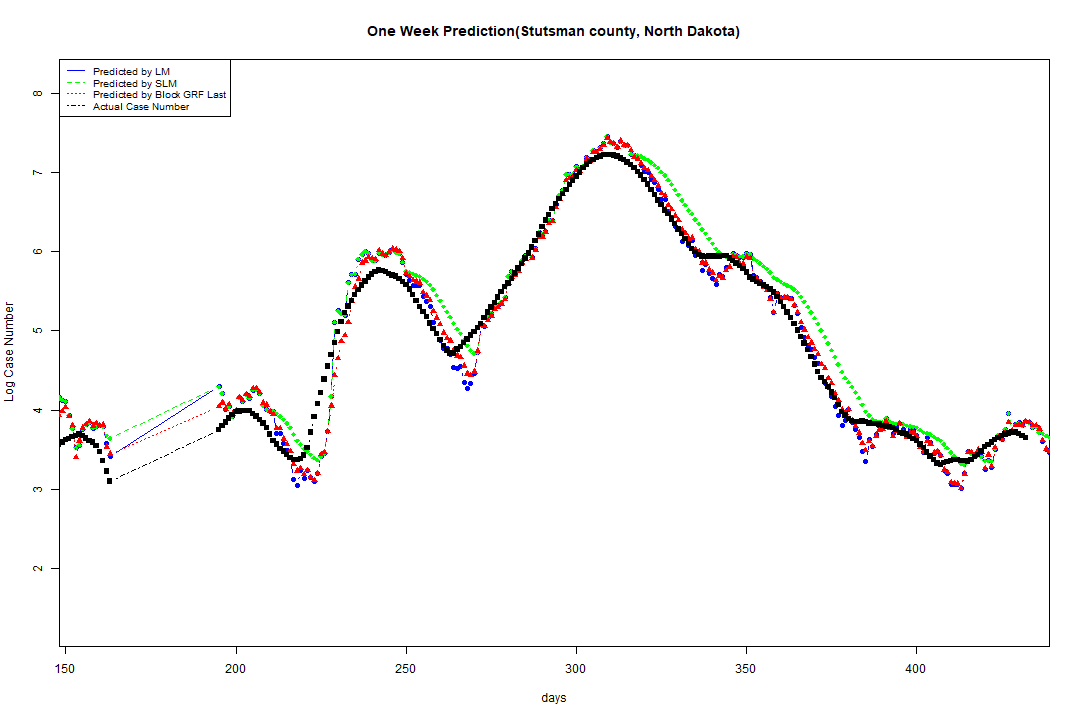 One Week Prediction(Stutsman county, North Dakota)
Predicted by LM
Predicted by SLM
Predicted by Block GRF Last
Actual Case Number
8
7
6
5
4
3
2
Log Case Number
150 200 250 300 350 400
days